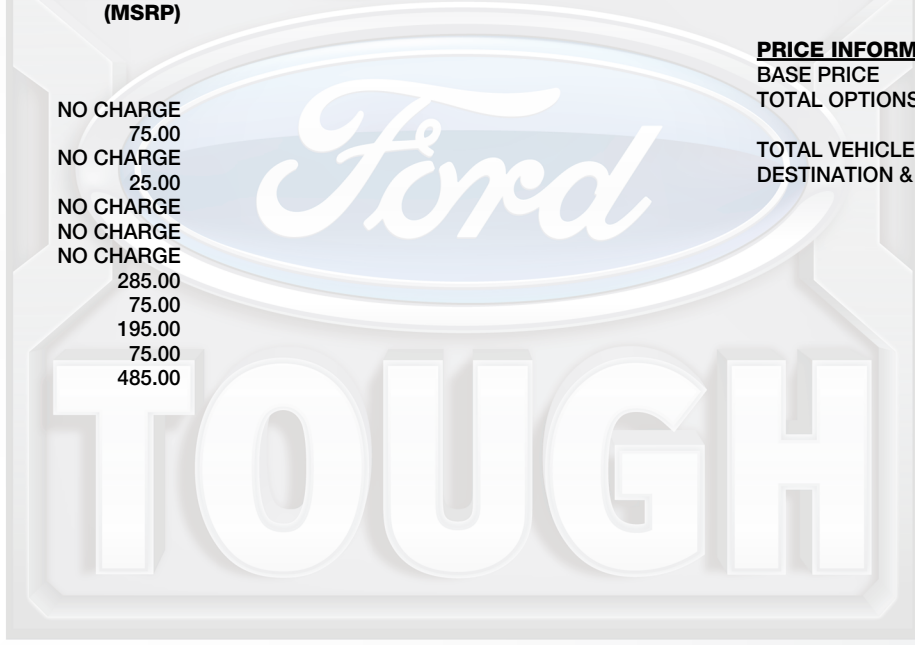 (MSRP)
NO CHARGE
75.00
NO CHARGE
25.00
NO CHARGE
NO CHARGE
NO CHARGE
285.00
75.00
195.00
75.00
485.00
PRICE INFORM
BASE PRICE
TOTAL OPTIONS
TOTAL VEHICLE
DESTINATION &
Ford
TOUGH